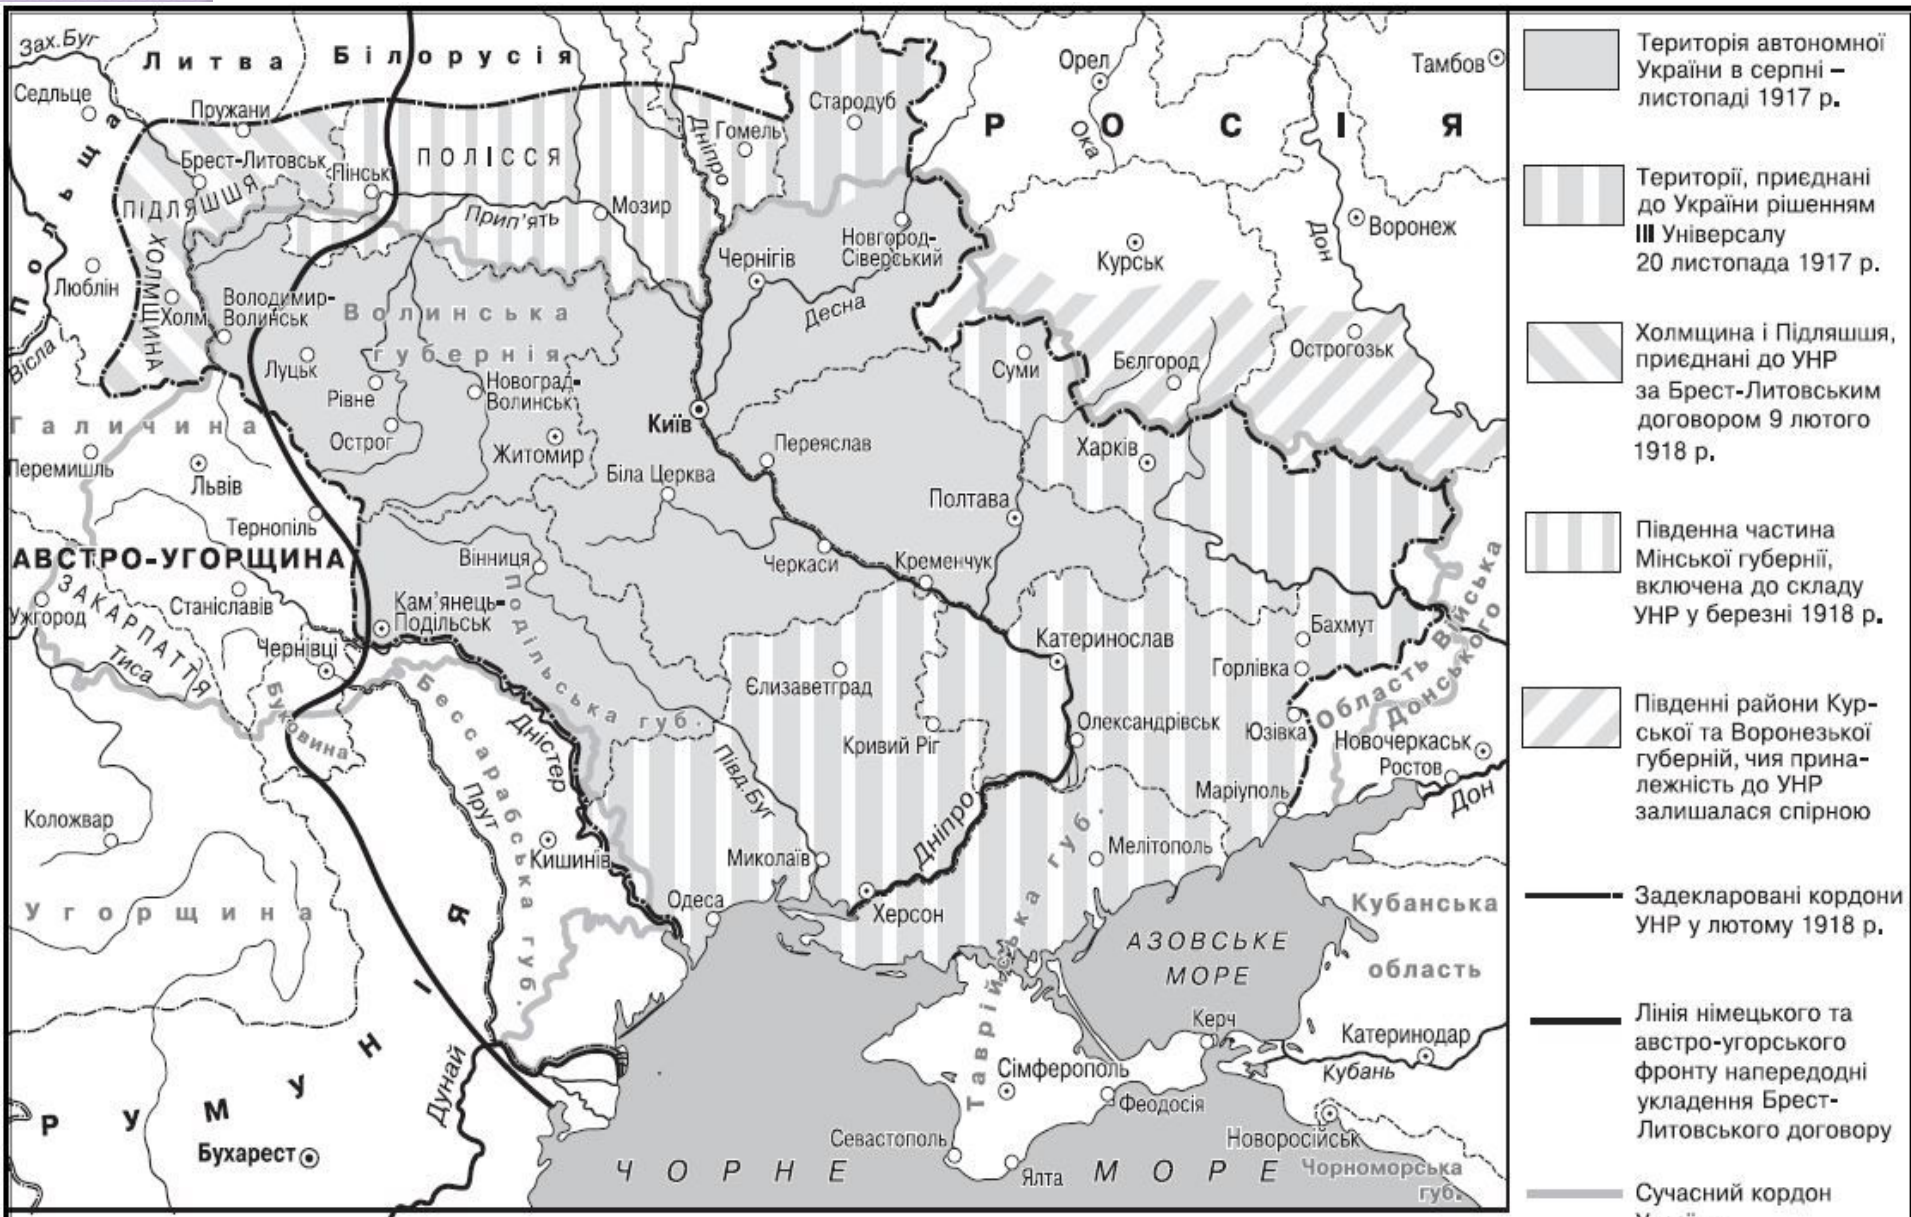 Зах.Буг
Литва
Білорусія
Седльце
Польща
Пружани
Брест-Литовськ
Пінськ
ПОЛІССЯ
Гомель
Дніпро
Стародуб
Орел
Ока
РОСІЯ
Тамбов
ПІДЛЯШШЯ
ХОЛМЩИНА
Прип'ять
Мозир
Люблін
Холм
Володимир-
Волинськ
Волинська
губернія
Чернігів
Новгород-
Сіверський
Десна
Курськ
Дон
Воронеж
Вісла
Луцьк
Рівне
Острог
Новоград-
Волинськ
Житомир
Київ
Суми
Бєлгород
Острогозьк
Галичина
Перемишль
Львів
Тернопіль
Біла Церква
Переяслав
Полтава
Харків
АВСТРО-УГОРЩИНА
ЗАКАРПАТТЯ
Ужгород
Станіславів
Чернівці
Тиса
Буковина
Вінниця
Кам'янець-
Подільськ
Подільська губ.
Черкаси
Кременчук
Катеринослав
Бахмут
Горлівка
Юзівка
Область Війська
Донського
Єлизаветград
Кривий Ріг
Олександрівськ
Новочеркаськ
Ростов
Дон
Маріуполь
Бессарабська губ.
Дністер
Прут
Півд.Буг
Коложвар
Кишинів
Миколаїв
Дніпро
Мелітополь
Одеса
Херсон
Таврійська губ.
Угорщина
Кубанська
область
АЗОВСЬКЕ
МОРЕ
Керч
Катеринодар
Кубань
РУМУНІЯ
Дунай
Бухарест
Сімферополь
Феодосія
Севастополь
Ялта
Новоросійськ
Чорноморська
губ.
ЧОРНЕ МОРЕ
Територія автономної
України в серпні –
листопаді 1917 р.
Території, приєднані
до України рішенням
III Універсалу
20 листопада 1917 р.
Холмщина і Підляшшя,
приєднані до УНР
за Брест-Литовським
договором 9 лютого
1918 р.
Південна частина
Мінської губернії,
включена до складу
УНР у березні 1918 р.
Південні райони Кур-
ської та Воронезької
губерній, чия прина-
лежність до УНР
залишалася спірною
Задекларовані кордони
УНР у лютому 1918 р.
Лінія німецького та
австро-угорського
фронту напередодні
укладення Брест-
Литовського договору
Сучасний кордон